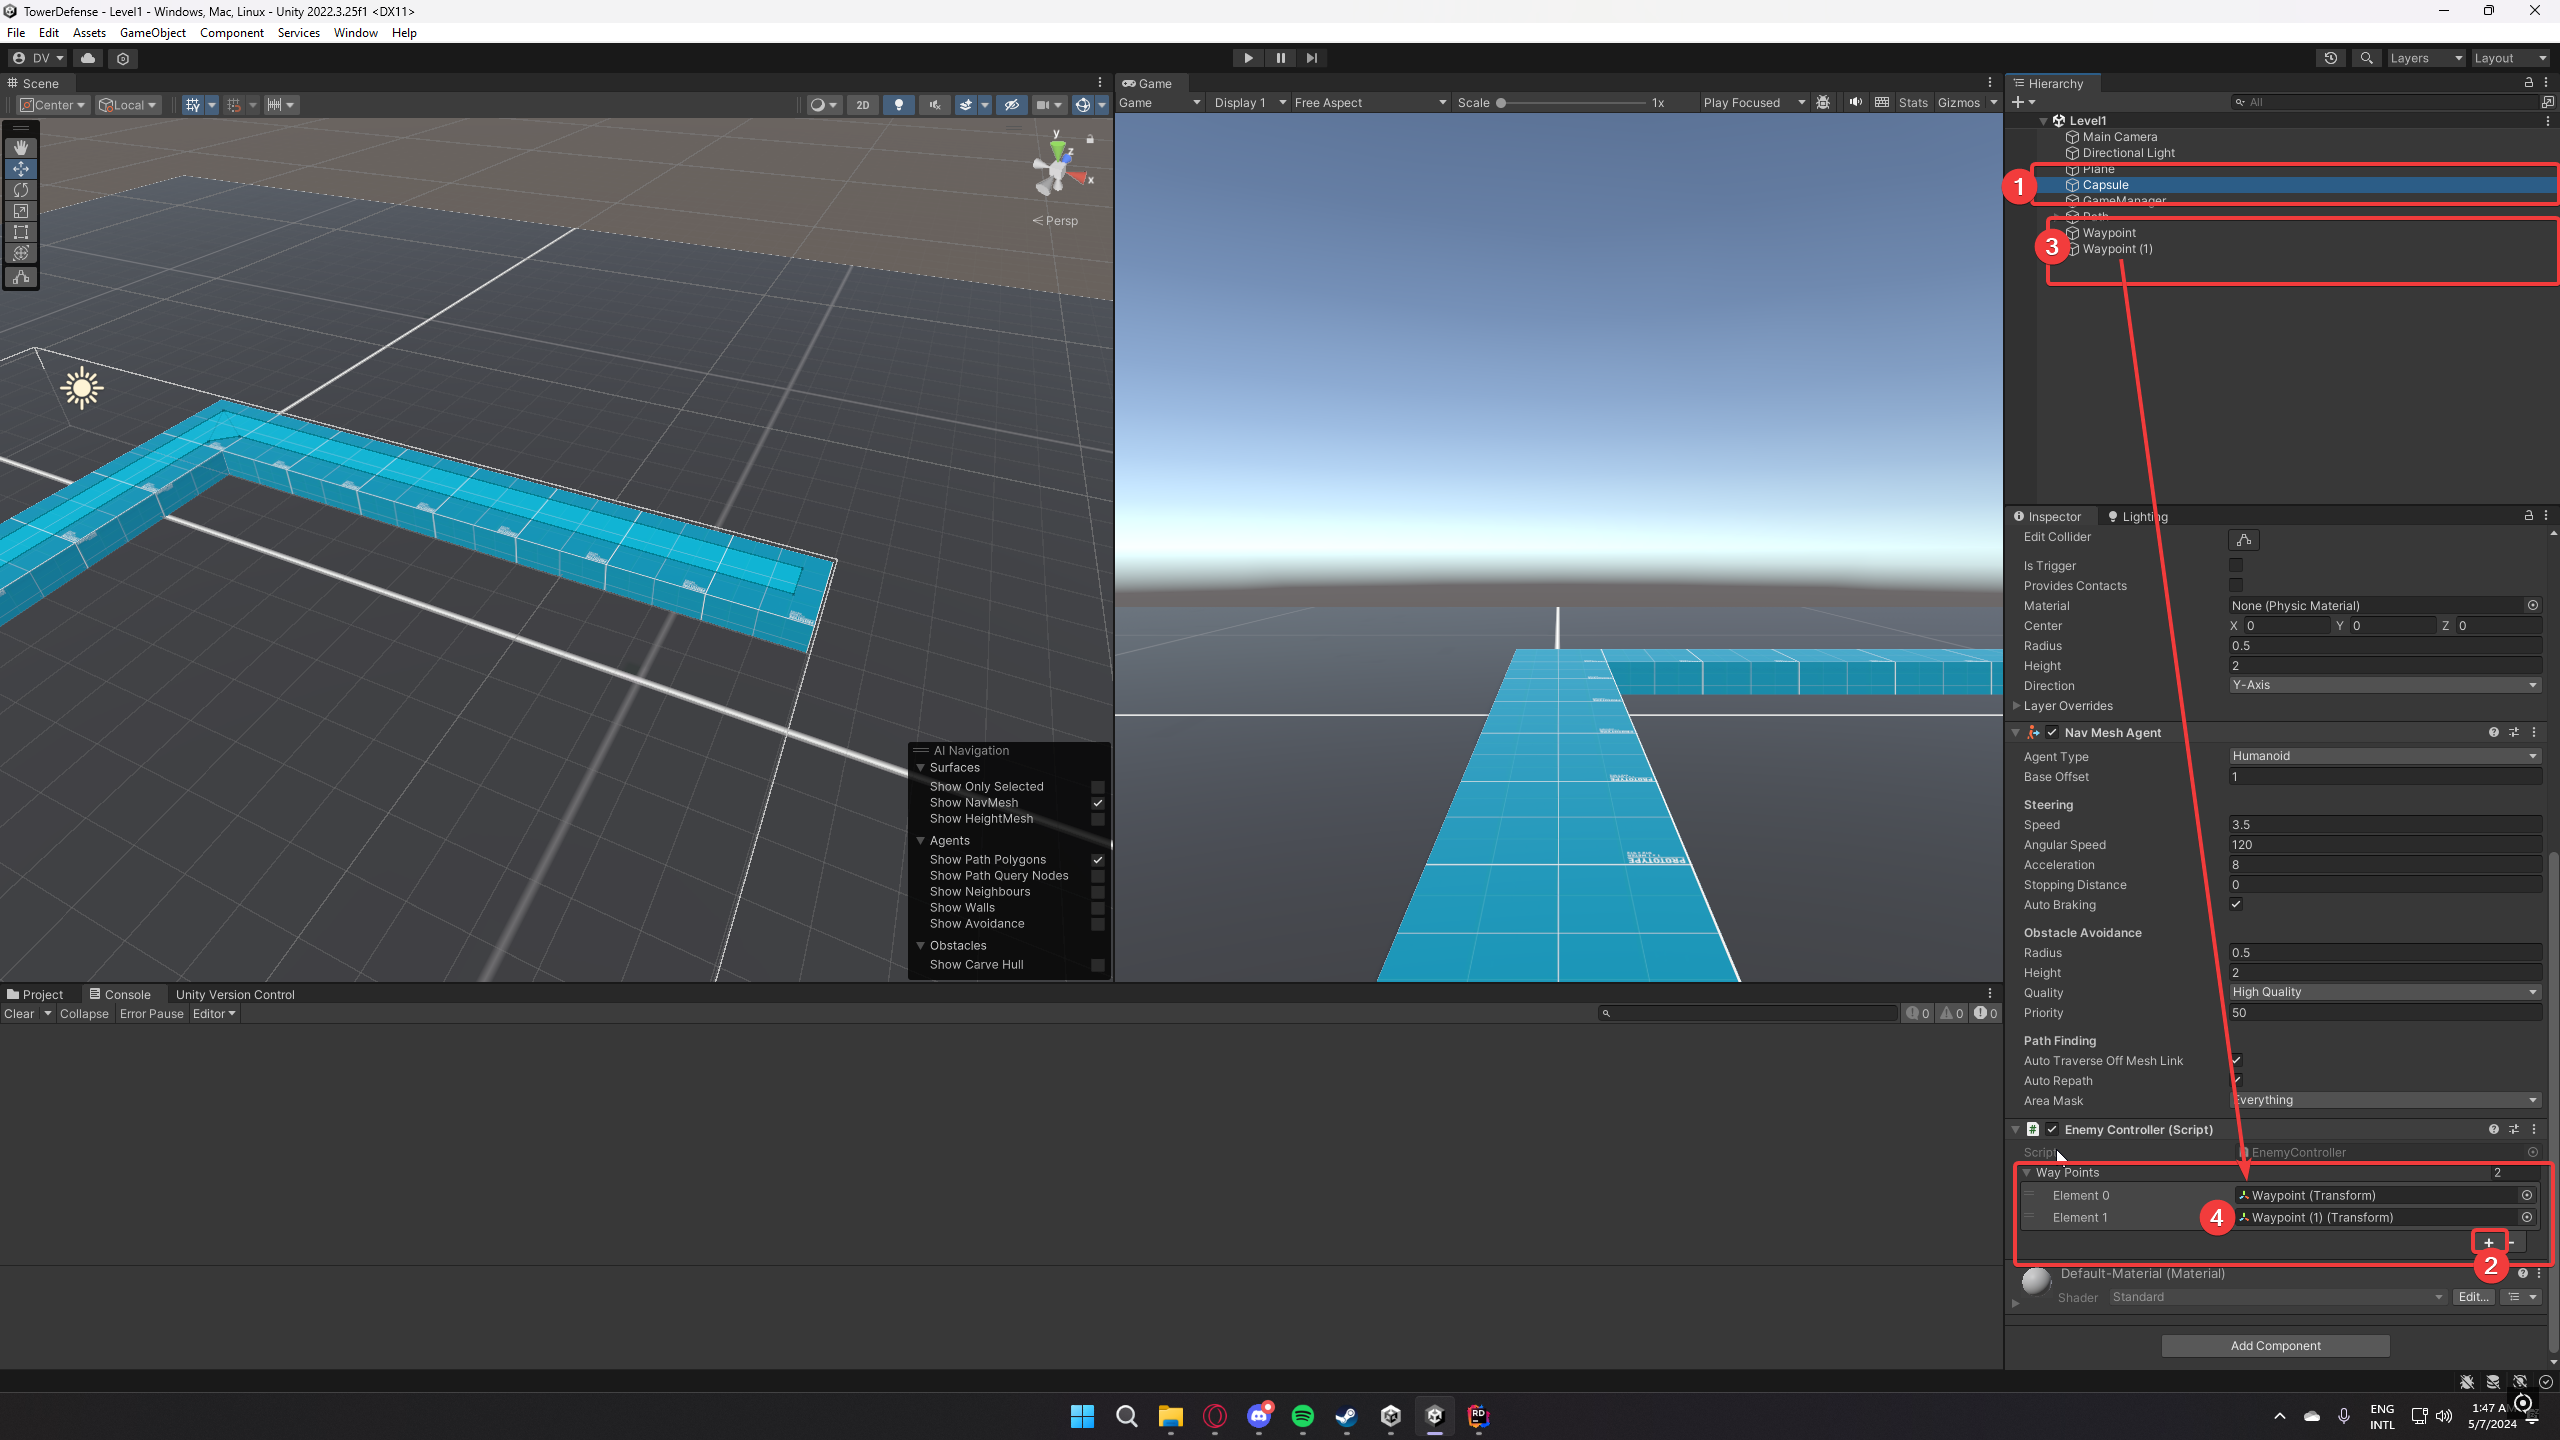 TowerDefense - Level1 - Windows, Mac, Linux - Unity 2022.3.25f1 <DX11>
File Edit Assets GameObject Component Services Window Help
DV
Layers Layout
Scene
Center Local 2D
y
z
x
Persp
AI Navigation
Surfaces
Show Only Selected
Show NavMesh
Show HeightMesh
Agents
Show Path Polygons
Show Path Query Nodes
Show Neighbours
Show Walls
Show Avoidance
Obstacles
Show Carve Hull
Game
Game Display 1 Free Aspect Scale 1x Play Focused Stats Gizmos
PROTOTYPE
PROTOTYPE
Project Console Unity Version Control
Clear Collapse Error Pause Editor
0 0 0
Hierarchy
All
Level1
Main Camera
Directional Light
Plane
1 Capsule
GameManager
Path
Waypoint
3 Waypoint (1)
Inspector Lighting
Edit Collider
Is Trigger
Provides Contacts
Material None (Physic Material)
Center X 0 Y 0 Z 0
Radius 0.5
Height 2
Direction Y-Axis
Layer Overrides
Nav Mesh Agent
Agent Type Humanoid
Base Offset 1
Steering
Speed 3.5
Angular Speed 120
Acceleration 8
Stopping Distance 0
Auto Braking
Obstacle Avoidance
Radius 0.5
Height 2
Quality High Quality
Priority 50
Path Finding
Auto Traverse Off Mesh Link
Auto Repath
Area Mask Everything
# Enemy Controller (Script)
Script EnemyController
Way Points 2
Element 0 Waypoint (Transform)
Element 1 4 Waypoint (1) (Transform)
+ -
2
Default-Material (Material)
Shader Standard Edit...
Add Component
RD
ENG
INTL
1:47 A
5/7/2024